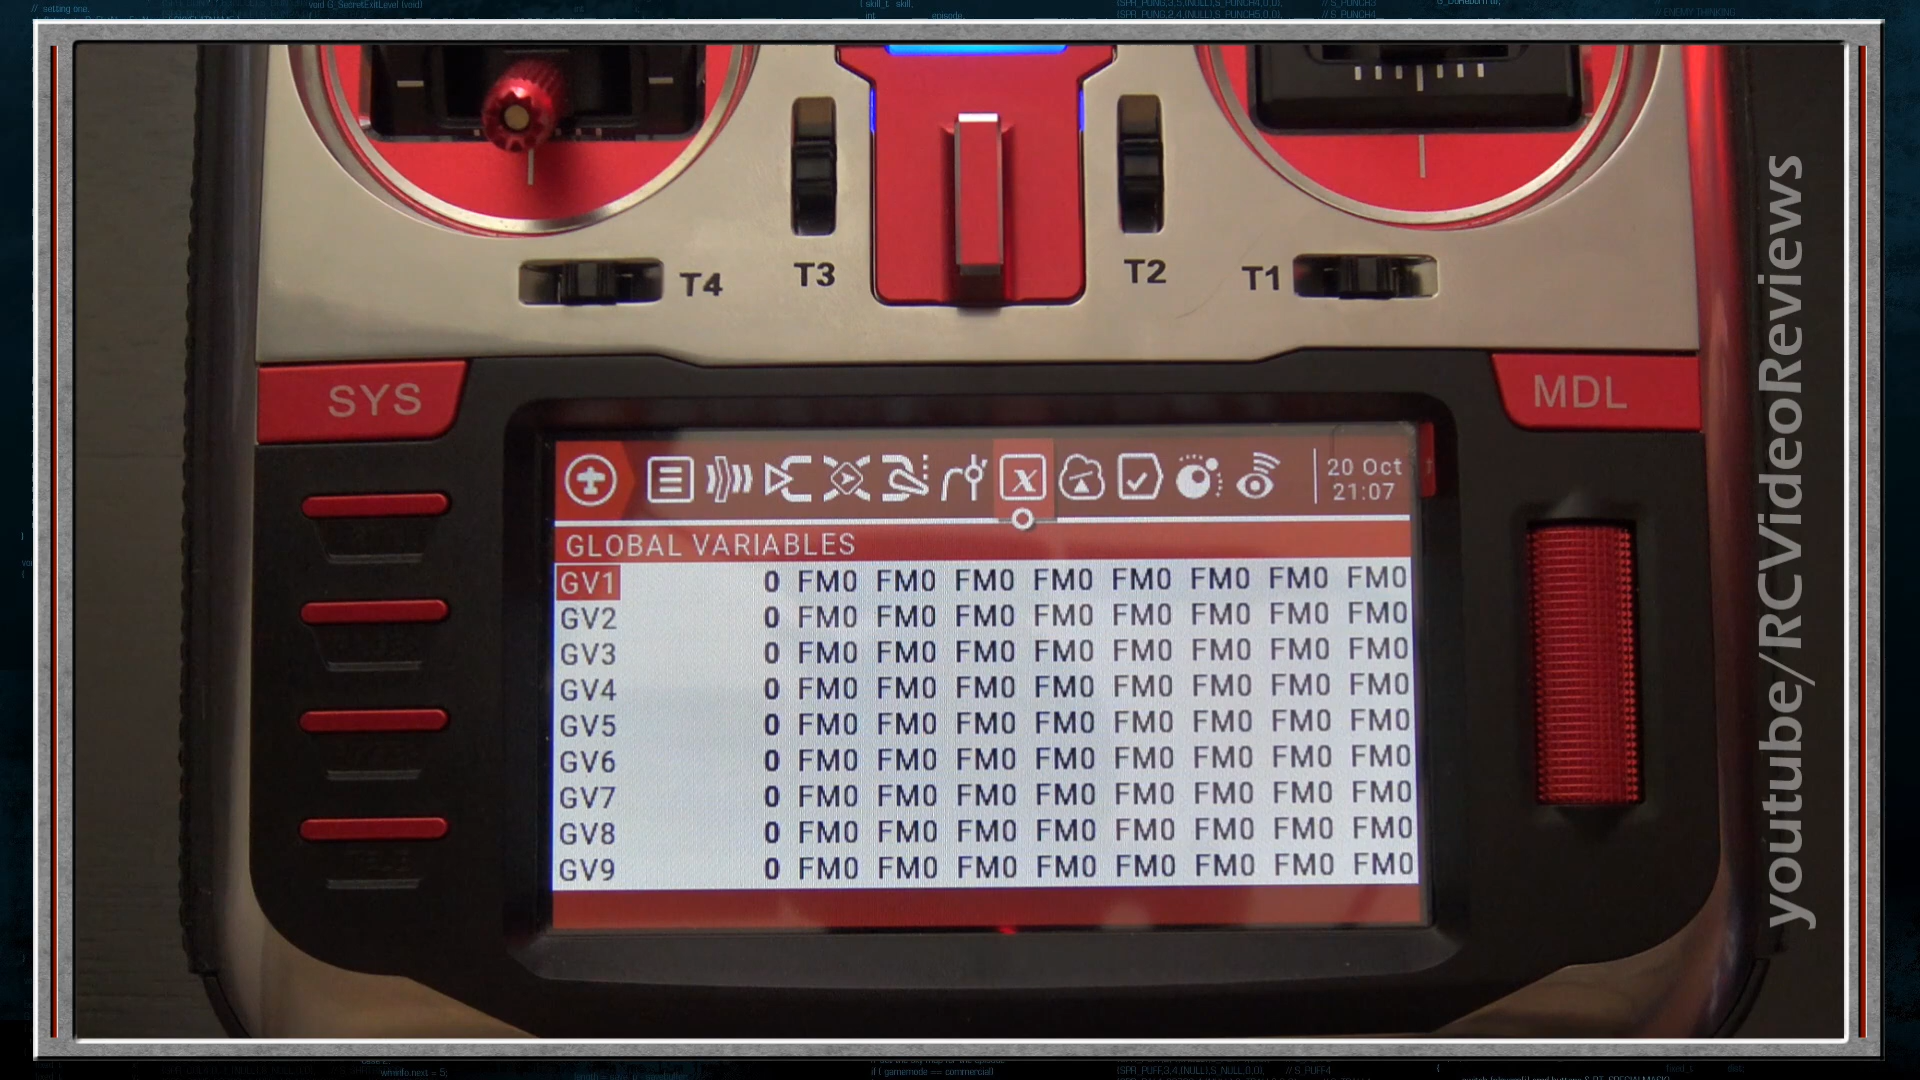 // setting one.
T4
T3
T2
T1
SYS
MDL
20 Oct
21:07
GLOBAL VARIABLES
GV1 0 FM0 FM0 FM0 FM0 FM0 FM0 FM0 FM0
GV2 0 FM0 FM0 FM0 FM0 FM0 FM0 FM0 FM0
GV3 0 FM0 FM0 FM0 FM0 FM0 FM0 FM0 FM0
GV4 0 FM0 FM0 FM0 FM0 FM0 FM0 FM0 FM0
GV5 0 FM0 FM0 FM0 FM0 FM0 FM0 FM0 FM0
GV6 0 FM0 FM0 FM0 FM0 FM0 FM0 FM0 FM0
GV7 0 FM0 FM0 FM0 FM0 FM0 FM0 FM0 FM0
GV8 0 FM0 FM0 FM0 FM0 FM0 FM0 FM0 FM0
GV9 0 FM0 FM0 FM0 FM0 FM0 FM0 FM0 FM0
youtube/RCVideoReviews
if ( gamemode == commercial)